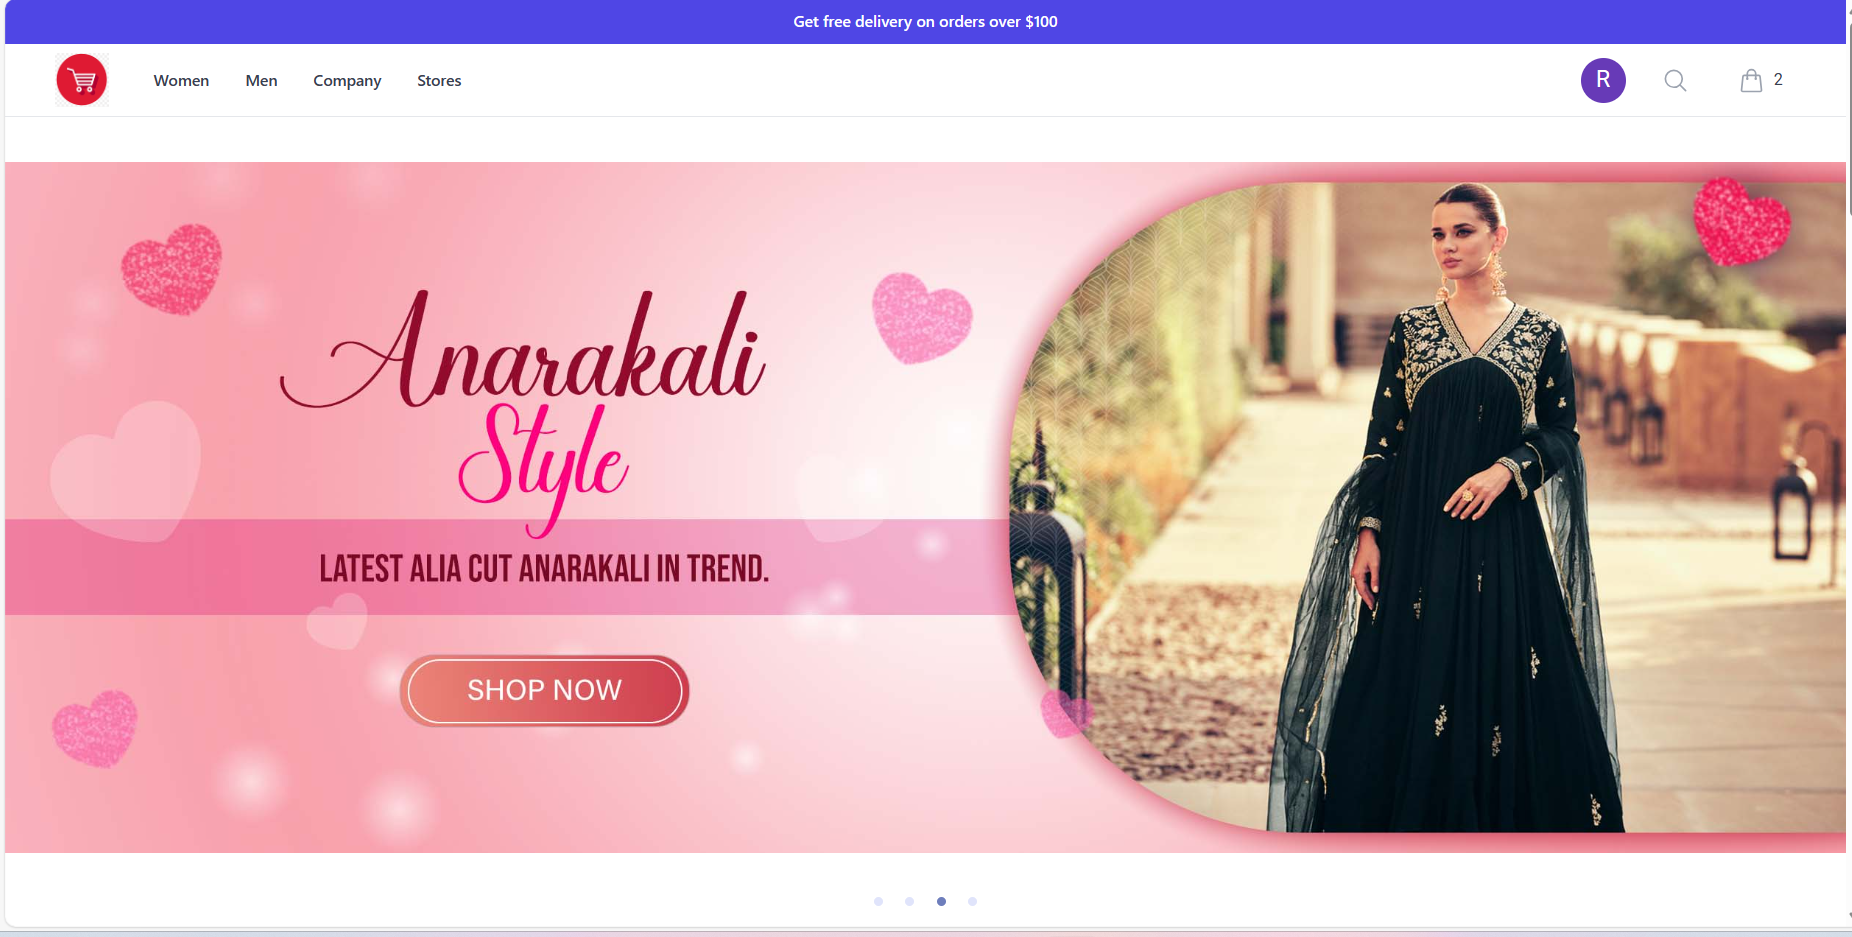 Get free delivery on orders over $100
Women Men Company Stores R 2
Anarakali
Style
LATEST ALIA CUT ANARAKALI IN TREND.
SHOP NOW